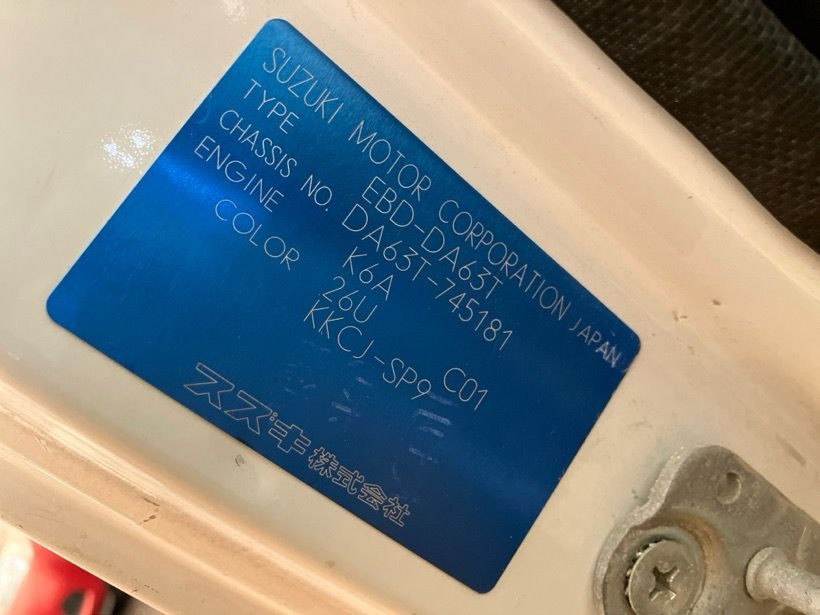 SUZUKI MOTOR CORPORATION JAPAN
TYPE EBD-DA63T
CHASSIS NO. DA63T-745181
ENGINE K6A
COLOR 26U C01
KKCJ-SP9
スズキ株式会社